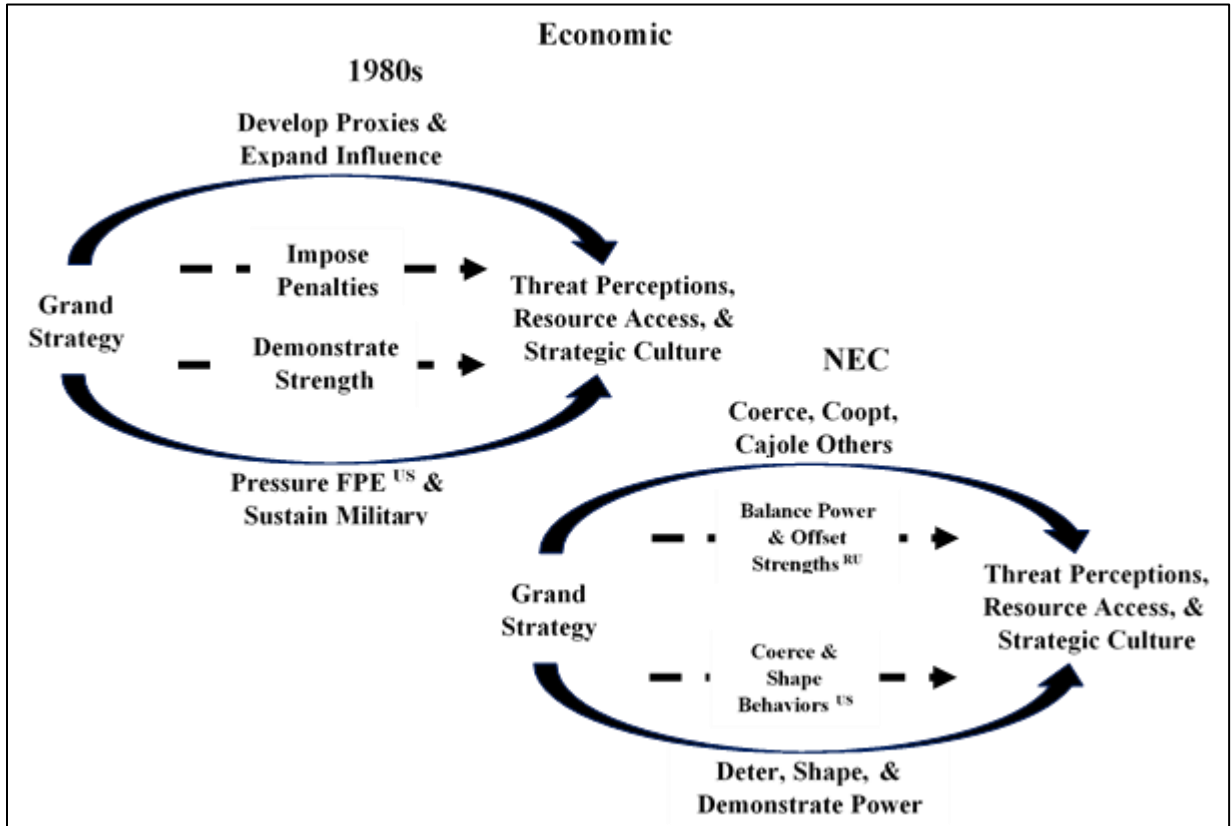 Economic
1980s
Develop Proxies &
Expand Influence
Impose
Penalties
Grand
Strategy
Threat Perceptions,
Resource Access, &
Strategic Culture
Demonstrate
Strength
Pressure FPE US &
Sustain Military
NEC
Coerce, Coopt,
Cajole Others
Balance Power
& Offset
Strengths RU
Grand
Strategy
Threat Perceptions,
Resource Access, &
Strategic Culture
Coerce &
Shape
Behaviors US
Deter, Shape, &
Demonstrate Power